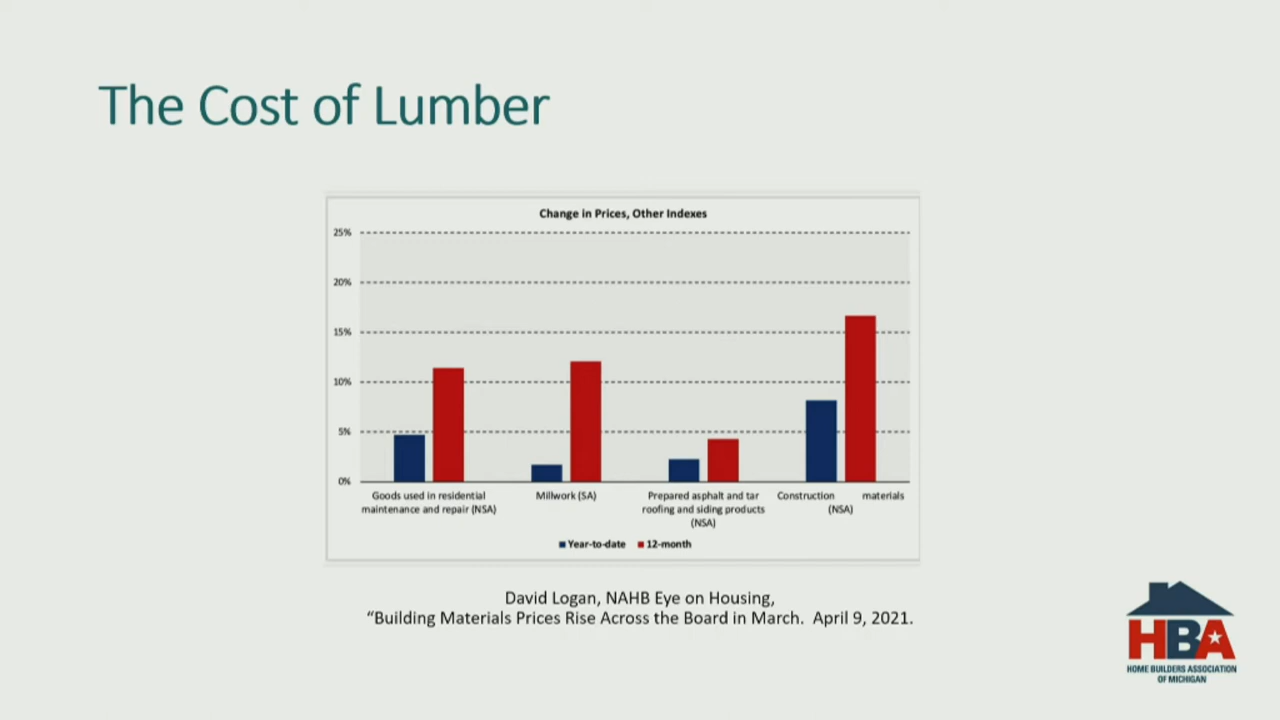 The Cost of Lumber
Change in Prices, Other Indexes
25%
20%
15%
10%
5%
0%
Goods used in residential
maintenance and repair (NSA)
Millwork (SA)
Prepared asphalt and tar
roofing and siding products
(NSA)
Construction materials
(NSA)
Year-to-date 12-month
David Logan, NAHB Eye on Housing,
“Building Materials Prices Rise Across the Board in March. April 9, 2021.
HBA
HOME BUILDERS ASSOCIATION
OF MICHIGAN